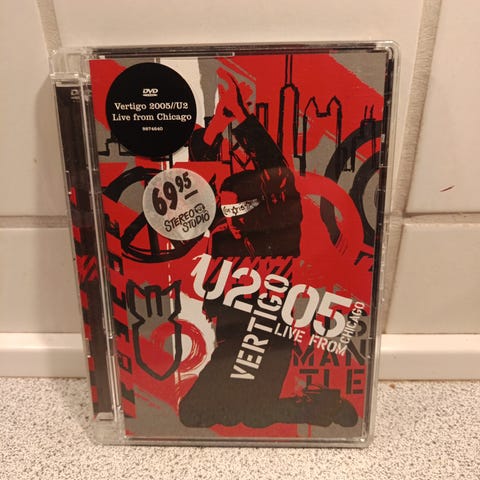 DVD
Vertigo 2005//U2
Live from Chicago
9874640
69 95
STEREO
STUDIO
U2
VERTIGO
05
LIVE FROM
CHICAGO
S
MAN
TLE